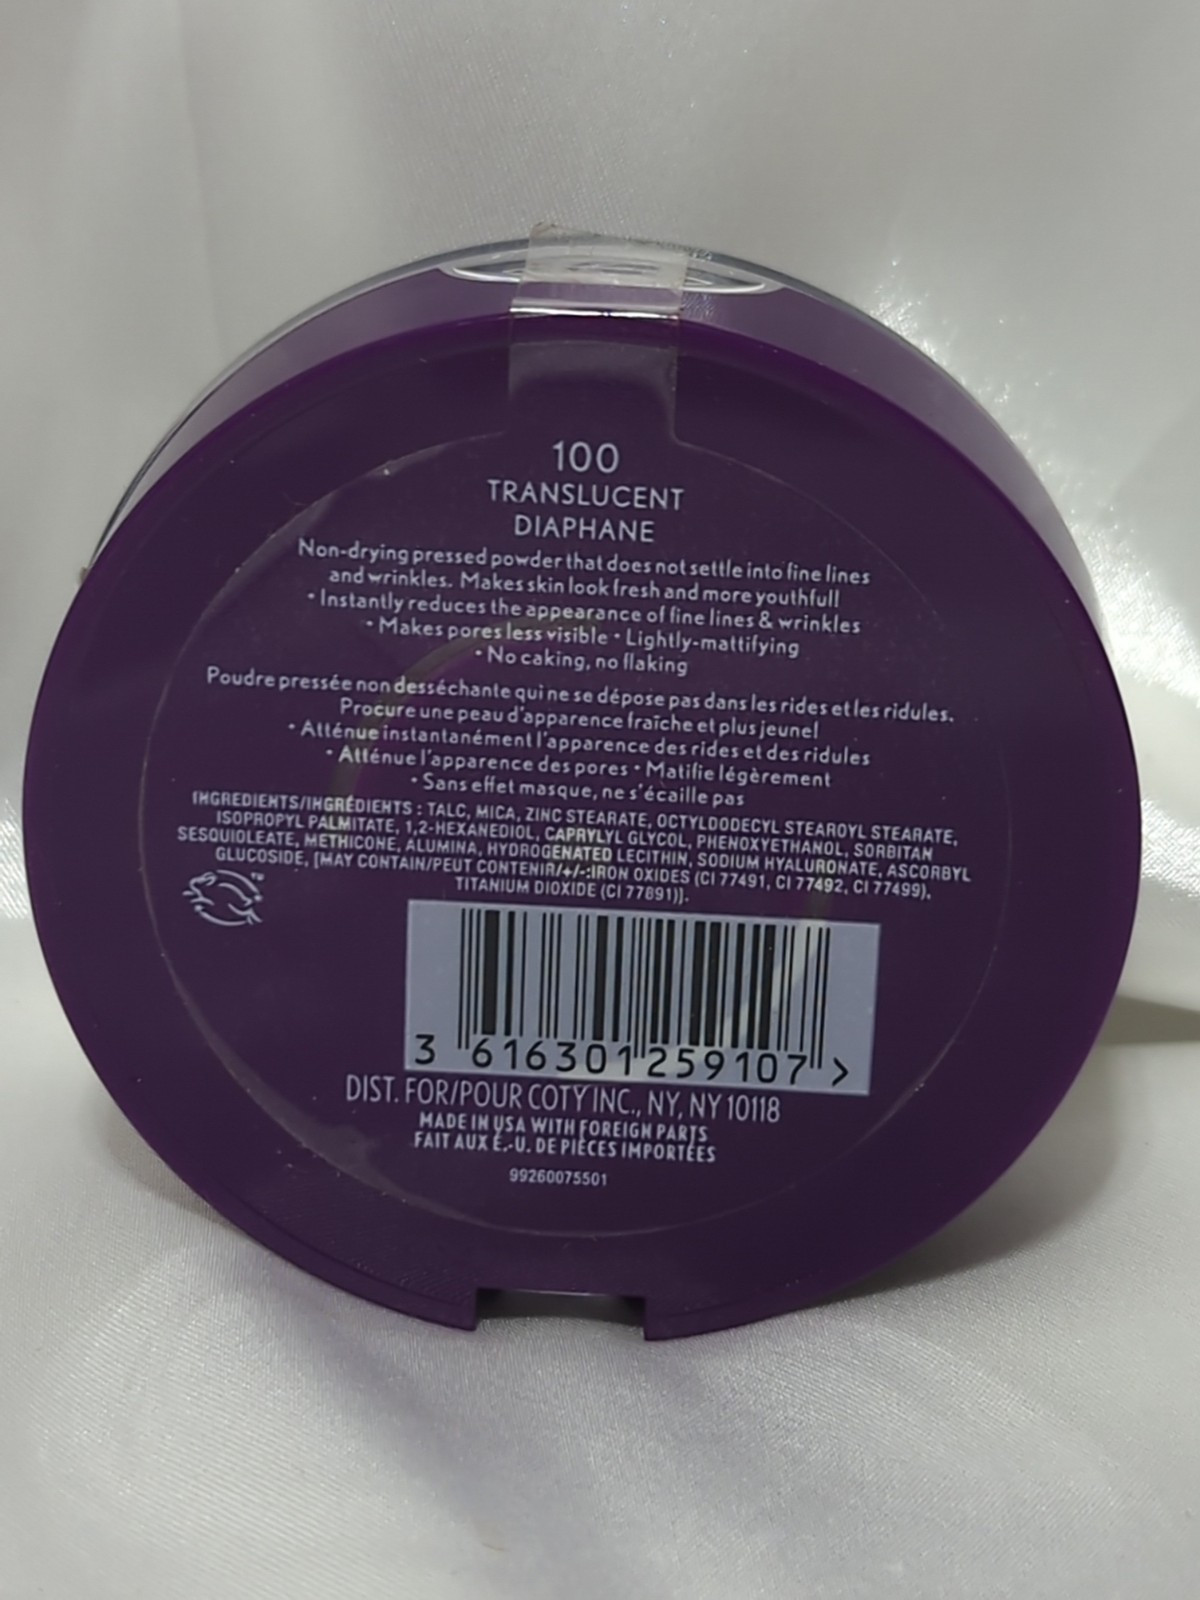 100
TRANSLUCENT
DIAPHANE
Non-drying pressed powder that does not settle into fine lines
and wrinkles. Makes skin look fresh and more youthfull
• Instantly reduces the appearance of fine lines & wrinkles
• Makes pores less visible • Lightly-mattifying
• No caking, no flaking
Poudre pressée non desséchante qui ne se dépose pas dans les rides et les ridules.
Procure une peau d'apparence fraîche et plus jeunel
• Atténue instantanément l'apparence des rides et des ridules
• Atténue l'apparence des pores • Matifie légèrement
• Sans effet masque, ne s'écaille pas
INGREDIENTS/INGRÉDIENTS : TALC, MICA, ZINC STEARATE, OCTYLDODECYL STEAROYL STEARATE,
ISOPROPYL PALMITATE, 1,2-HEXANEDIOL, CAPRYLYL GLYCOL, PHENOXYETHANOL, SORBITAN
SESQUIOLEATE, METHICONE, ALUMINA, HYDROGENATED LECITHIN, SODIUM HYALURONATE, ASCORBYL
GLUCOSIDE, [MAY CONTAIN/PEUT CONTENIR/+/-:IRON OXIDES (CI 77491, CI 77492, CI 77499),
TITANIUM DIOXIDE (CI 77891)].
3 616301 259107 >
DIST. FOR/POUR COTY INC., NY, NY 10118
MADE IN USA WITH FOREIGN PARTS
FAIT AUX É.-U. DE PIÈCES IMPORTÉES
99260075501